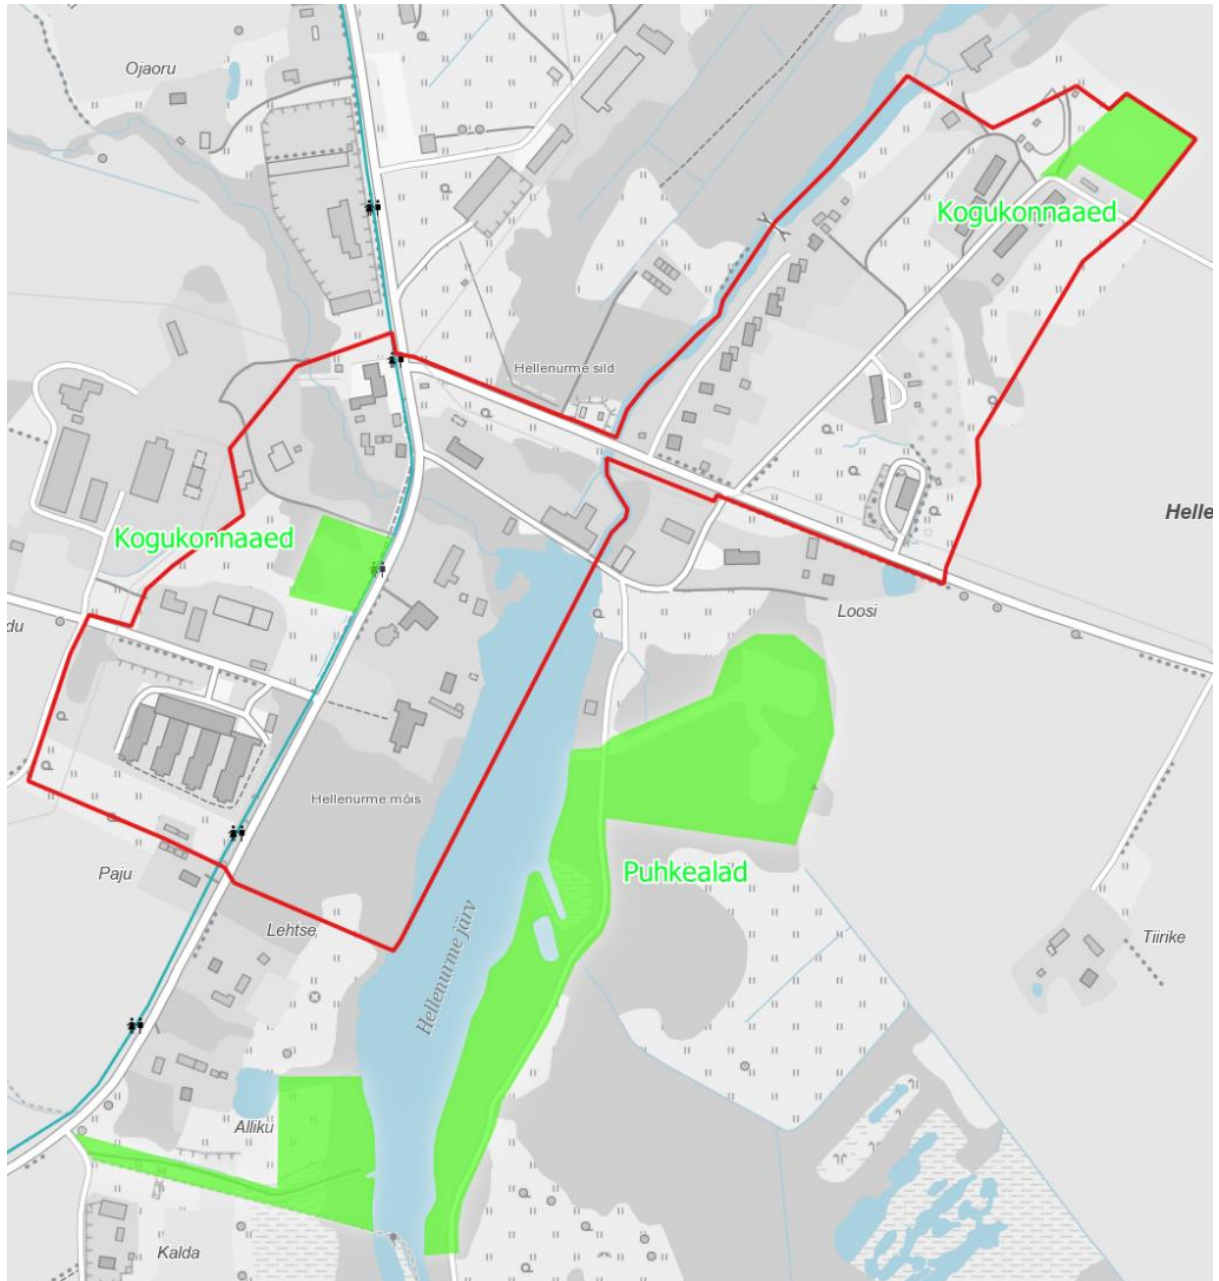 Ojaoru
Kogukonnaaed
Hellenurme sild
Helle
Kogukonnaaed
Loosi
du
Hellenurme mõis
Puhkealad
Paju
Lehtse
Tiirike
Hellenurme järv
Alliku
Kalda